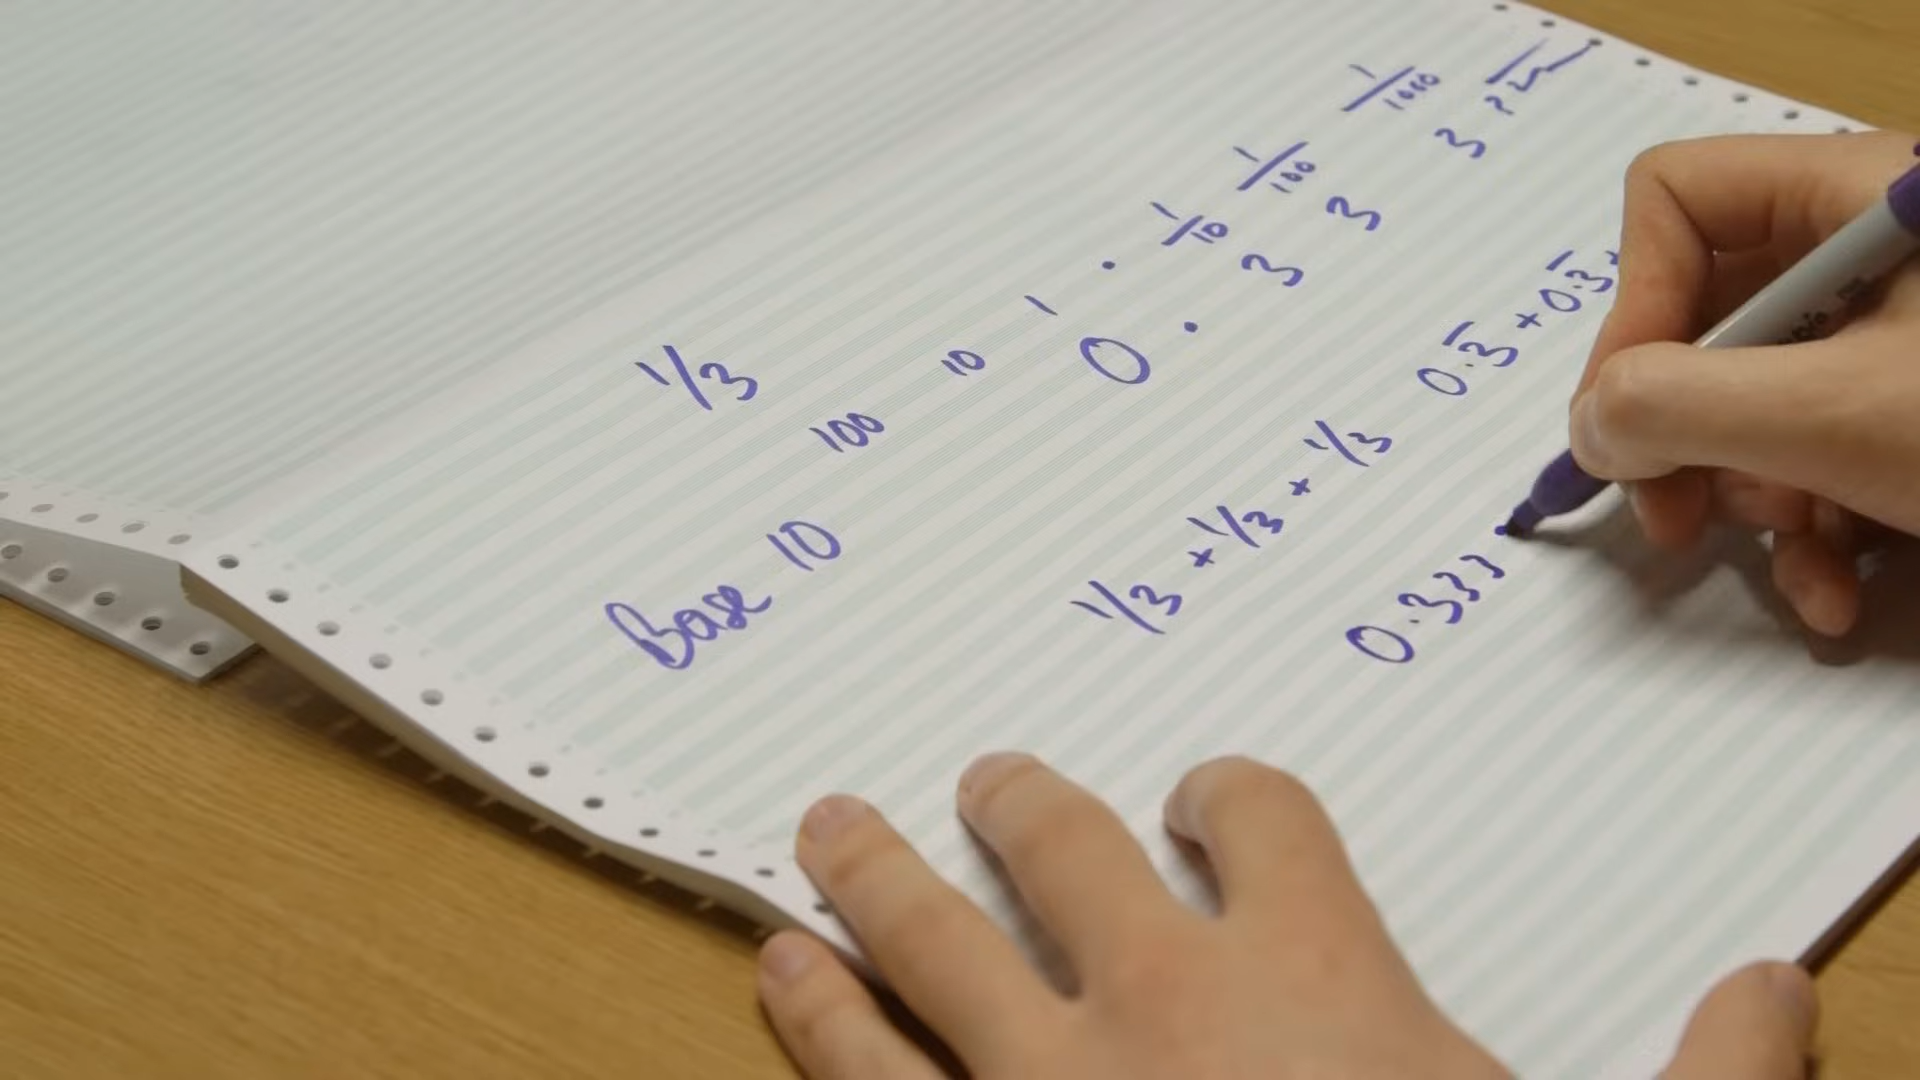 1/3
Base 10
100 10 1 . 1/10 1/100 1/1000
0 . 3 3 3
1/3 + 1/3 + 1/3
0.3̅ + 0.3̅ +
0.333